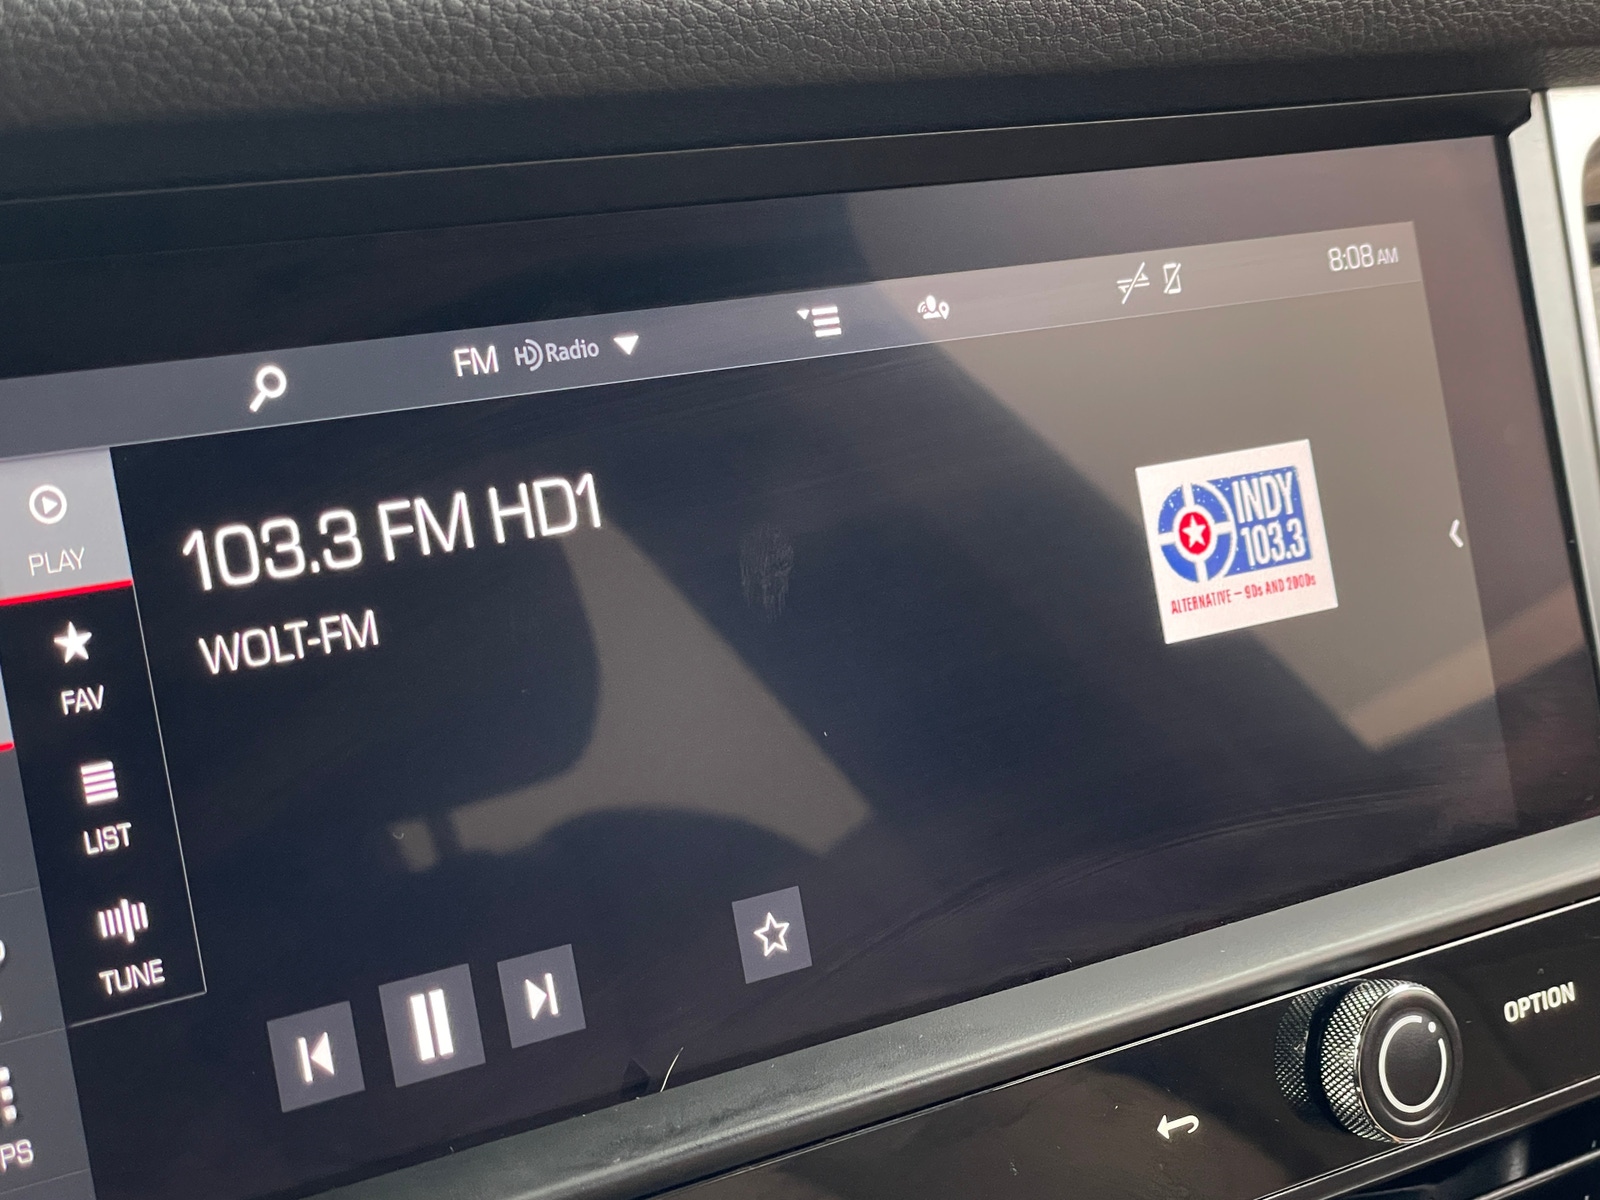 8:08 AM
FM HD Radio
PLAY
103.3 FM HD1
WOLT-FM
INDY
103.3
ALTERNATIVE – 90s AND 2000s
FAV
LIST
TUNE
PS
OPTION